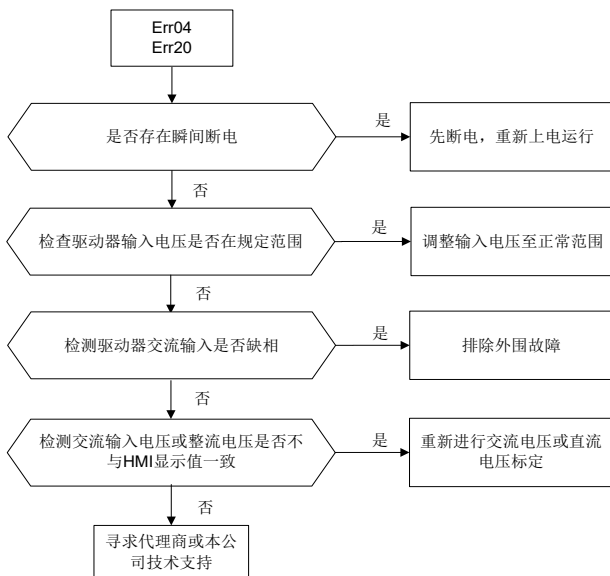 Err04
Err20
是否存在瞬间断电
是
先断电，重新上电运行
否
检查驱动器输入电压是否在规定范围
是
调整输入电压至正常范围
否
检测驱动器交流输入是否缺相
是
排除外围故障
否
检测交流输入电压或整流电压是否不
与HMI显示值一致
是
重新进行交流电压或直流
电压标定
否
寻求代理商或本公
司技术支持